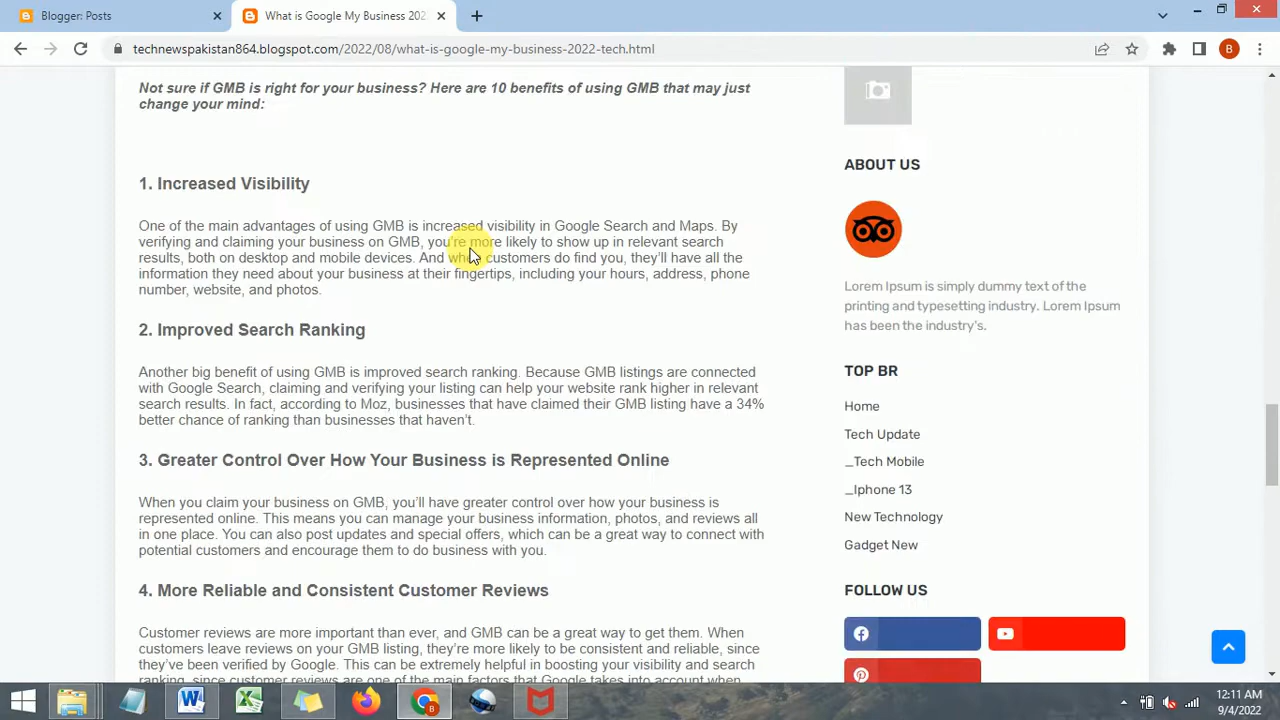 Blogger: Posts
What is Google My Business 202
technewspakistan864.blogspot.com/2022/08/what-is-google-my-business-2022-tech.html
B
Not sure if GMB is right for your business? Here are 10 benefits of using GMB that may just
change your mind:
1. Increased Visibility
One of the main advantages of using GMB is increased visibility in Google Search and Maps. By
verifying and claiming your business on GMB, you're more likely to show up in relevant search
results, both on desktop and mobile devices. And when customers do find you, they'll have all the
information they need about your business at their fingertips, including your hours, address, phone
number, website, and photos.
2. Improved Search Ranking
Another big benefit of using GMB is improved search ranking. Because GMB listings are connected
with Google Search, claiming and verifying your listing can help your website rank higher in relevant
search results. In fact, according to Moz, businesses that have claimed their GMB listing have a 34%
better chance of ranking than businesses that haven't.
3. Greater Control Over How Your Business is Represented Online
When you claim your business on GMB, you'll have greater control over how your business is
represented online. This means you can manage your business information, photos, and reviews all
in one place. You can also post updates and special offers, which can be a great way to connect with
potential customers and encourage them to do business with you.
4. More Reliable and Consistent Customer Reviews
Customer reviews are more important than ever, and GMB can be a great way to get them. When
customers leave reviews on your GMB listing, they're more likely to be consistent and reliable, since
they've been verified by Google. This can be extremely helpful in boosting your visibility and search
ranking, since customer reviews are one of the main factors that Google takes into account when
ABOUT US
Lorem Ipsum is simply dummy text of the
printing and typesetting industry. Lorem Ipsum
has been the industry's.
TOP BR
Home
Tech Update
_Tech Mobile
_Iphone 13
New Technology
Gadget New
FOLLOW US
12:11 AM
9/4/2022